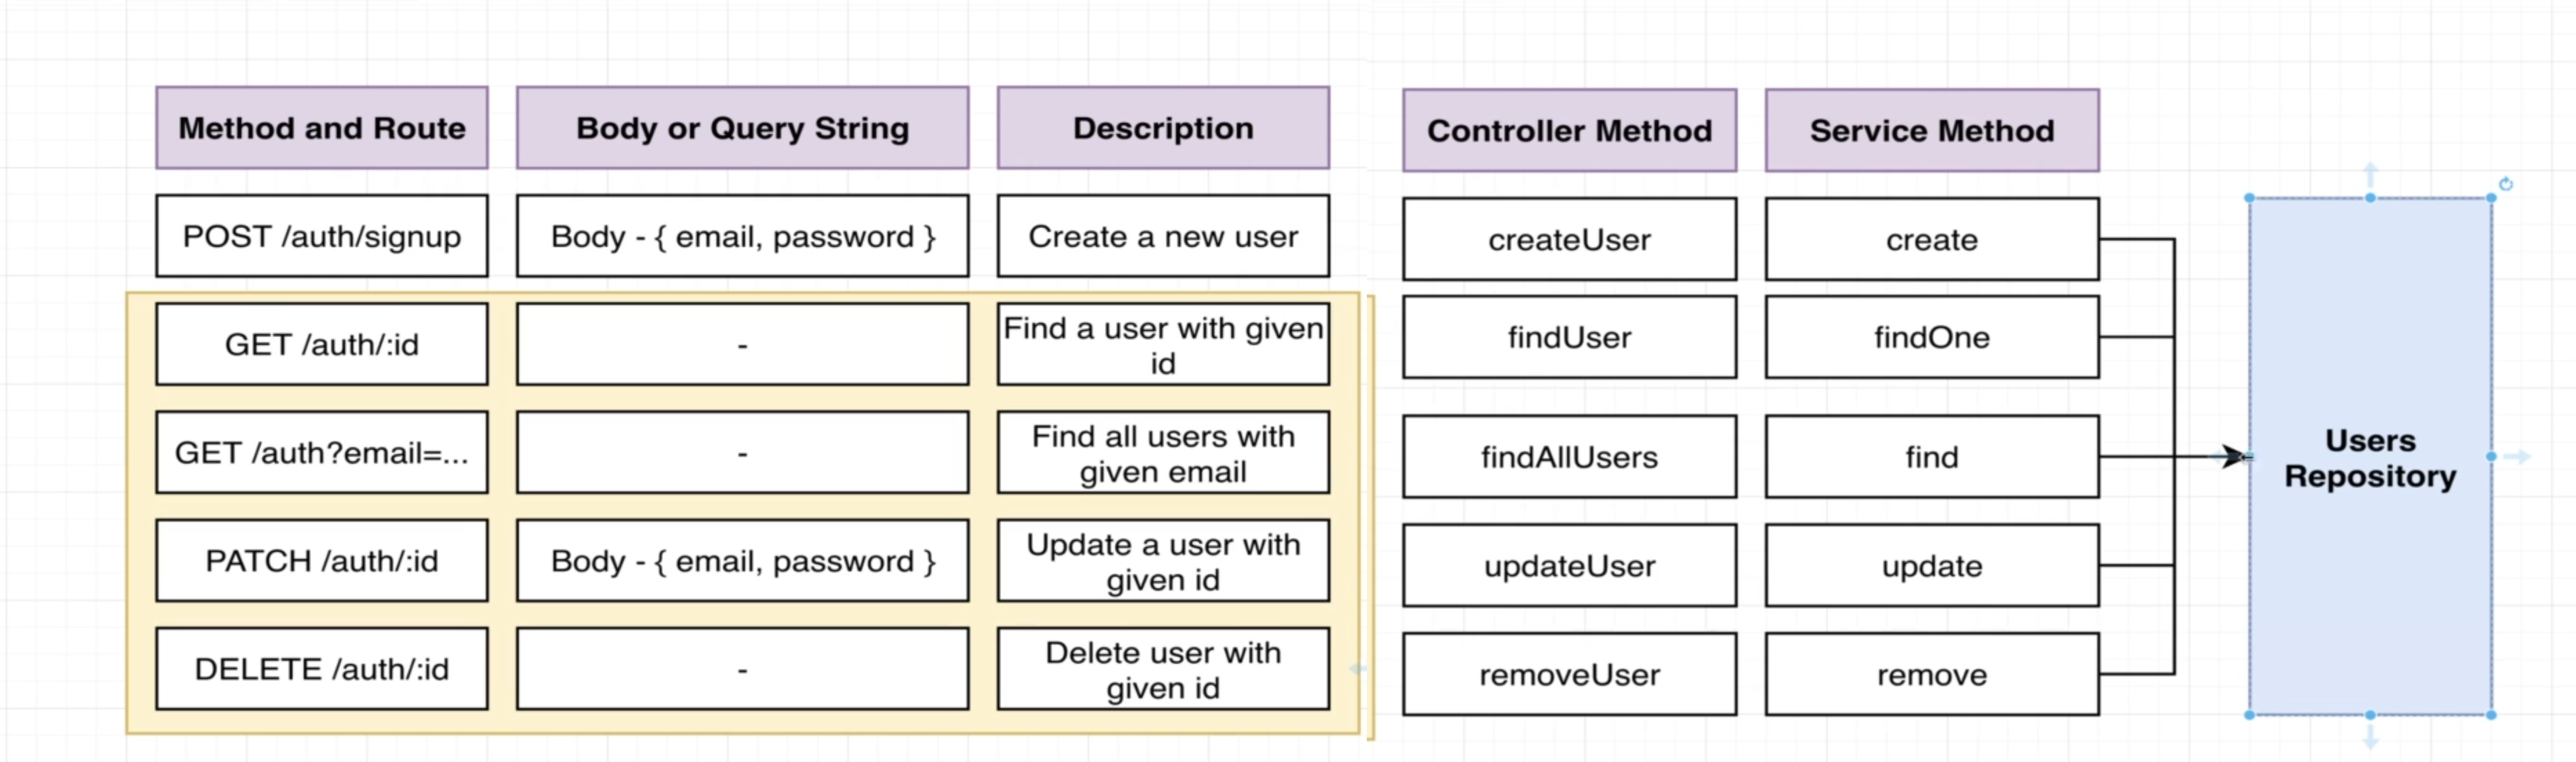 Method and Route
Body or Query String
Description
Controller Method
Service Method
POST /auth/signup
Body - { email, password }
Create a new user
createUser
create
GET /auth/:id
-
Find a user with given
id
findUser
findOne
GET /auth?email=...
-
Find all users with
given email
findAllUsers
find
PATCH /auth/:id
Body - { email, password }
Update a user with
given id
updateUser
update
DELETE /auth/:id
-
Delete user with
given id
removeUser
remove
Users
Repository